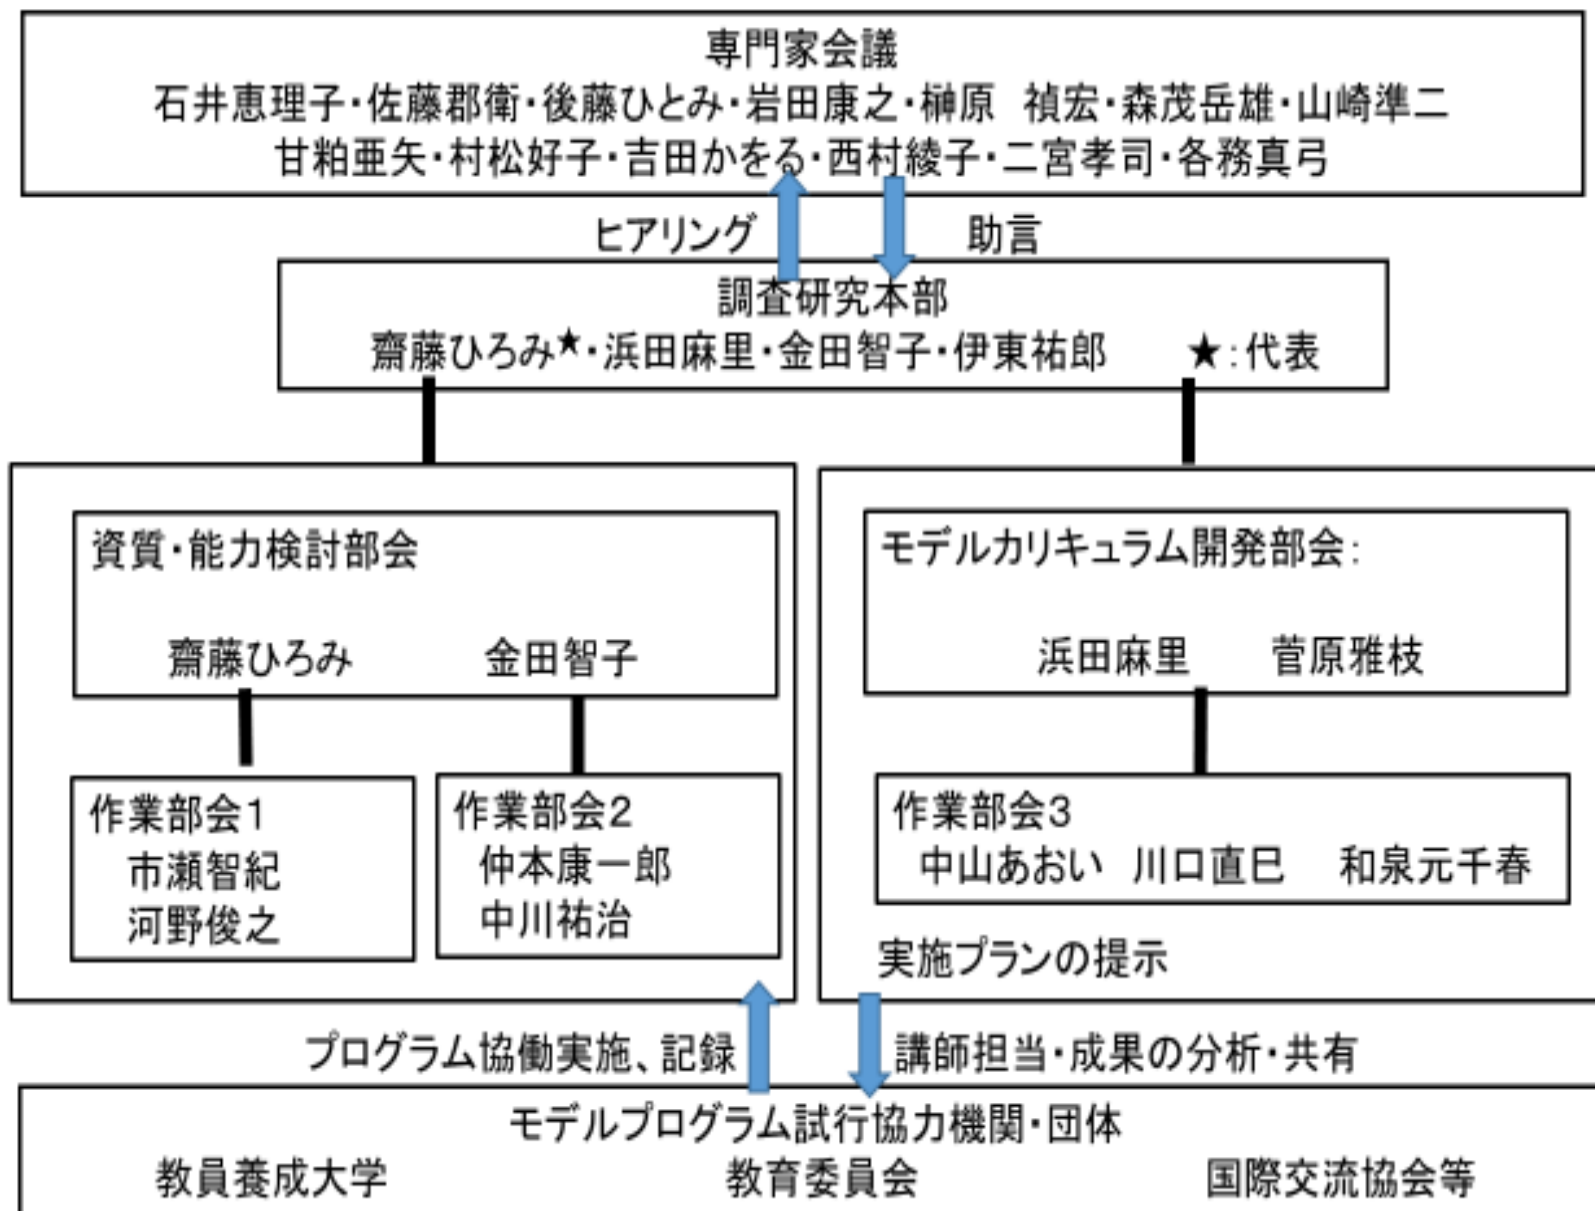 専門家会議
石井恵理子・佐藤郡衛・後藤ひとみ・岩田康之・榊原　禎宏・森茂岳雄・山崎準二
甘粕亜矢・村松好子・吉田かをる・西村綾子・二宮孝司・各務真弓
ヒアリング
助言
調査研究本部
齋藤ひろみ★・浜田麻里・金田智子・伊東祐郎　　★：代表
資質・能力検討部会
齋藤ひろみ　　金田智子
作業部会1
市瀬智紀
河野俊之
作業部会2
仲本康一郎
中川祐治
モデルカリキュラム開発部会：
浜田麻里　　菅原雅枝
作業部会3
中山あおい　川口直巳　和泉元千春
実施プランの提示
プログラム協働実施、記録
講師担当・成果の分析・共有
モデルプログラム試行協力機関・団体
教員養成大学　　教育委員会　　国際交流協会等